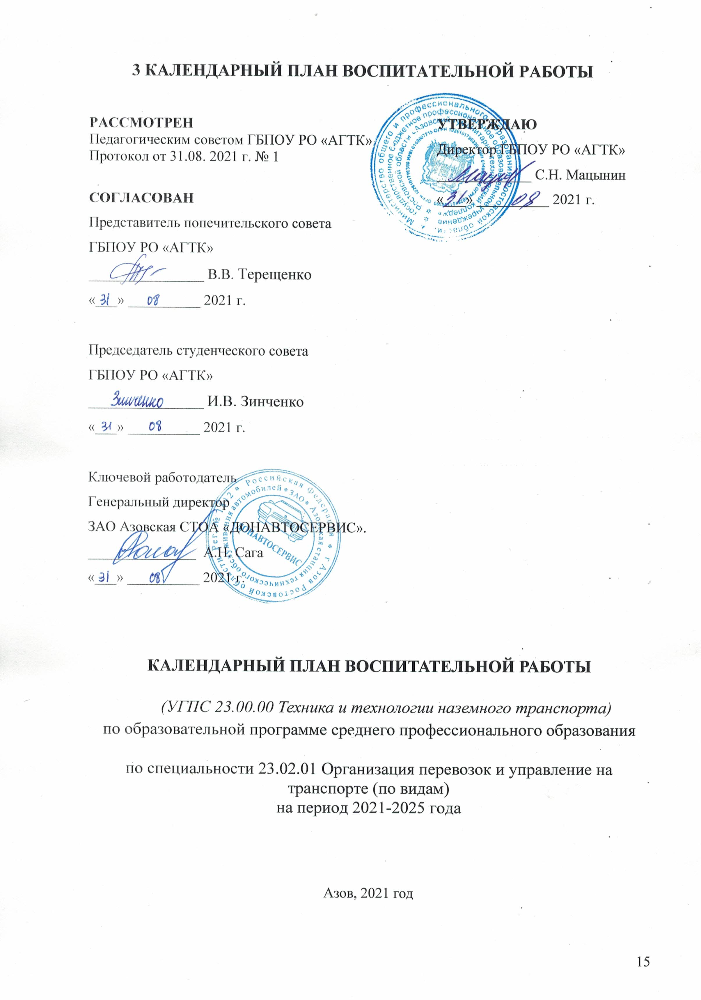 3 КАЛЕНДАРНЫЙ ПЛАН ВОСПИТАТЕЛЬНОЙ РАБОТЫ
РАССМОТРЕН
Педагогическим советом ГБПОУ РО «АГТК»
Протокол от 31.08. 2021 г. № 1
УТВЕРЖДАЮ
Директор ГБПОУ РО «АГТК»
С.Н. Мацынин
«31» 08 2021 г.
Министерство общего и профессионального образования Ростовской области
государственное бюджетное профессиональное образовательное учреждение
Ростовской области «Азовский гуманитарно-технический колледж»
СОГЛАСОВАН
Представитель попечительского совета
ГБПОУ РО «АГТК»
В.В. Терещенко
«31» 08 2021 г.
Председатель студенческого совета
ГБПОУ РО «АГТК»
Зинченко И.В. Зинченко
«31» 08 2021 г.
Ключевой работодатель
Генеральный директор
ЗАО Азовская СТОА «ДОНАВТОСЕРВИС».
А.Н. Сага
«31» 08 2021 г.
Российская Федерация * г Азов Ростовской области Рег. №
* ЗАО * Азовская станция технического обслуживания автомобилей
ДОНАВТОСЕРВИС
КАЛЕНДАРНЫЙ ПЛАН ВОСПИТАТЕЛЬНОЙ РАБОТЫ
(УГПС 23.00.00 Техника и технологии наземного транспорта)
по образовательной программе среднего профессионального образования
по специальности 23.02.01 Организация перевозок и управление на
транспорте (по видам)
на период 2021-2025 года
Азов, 2021 год
15